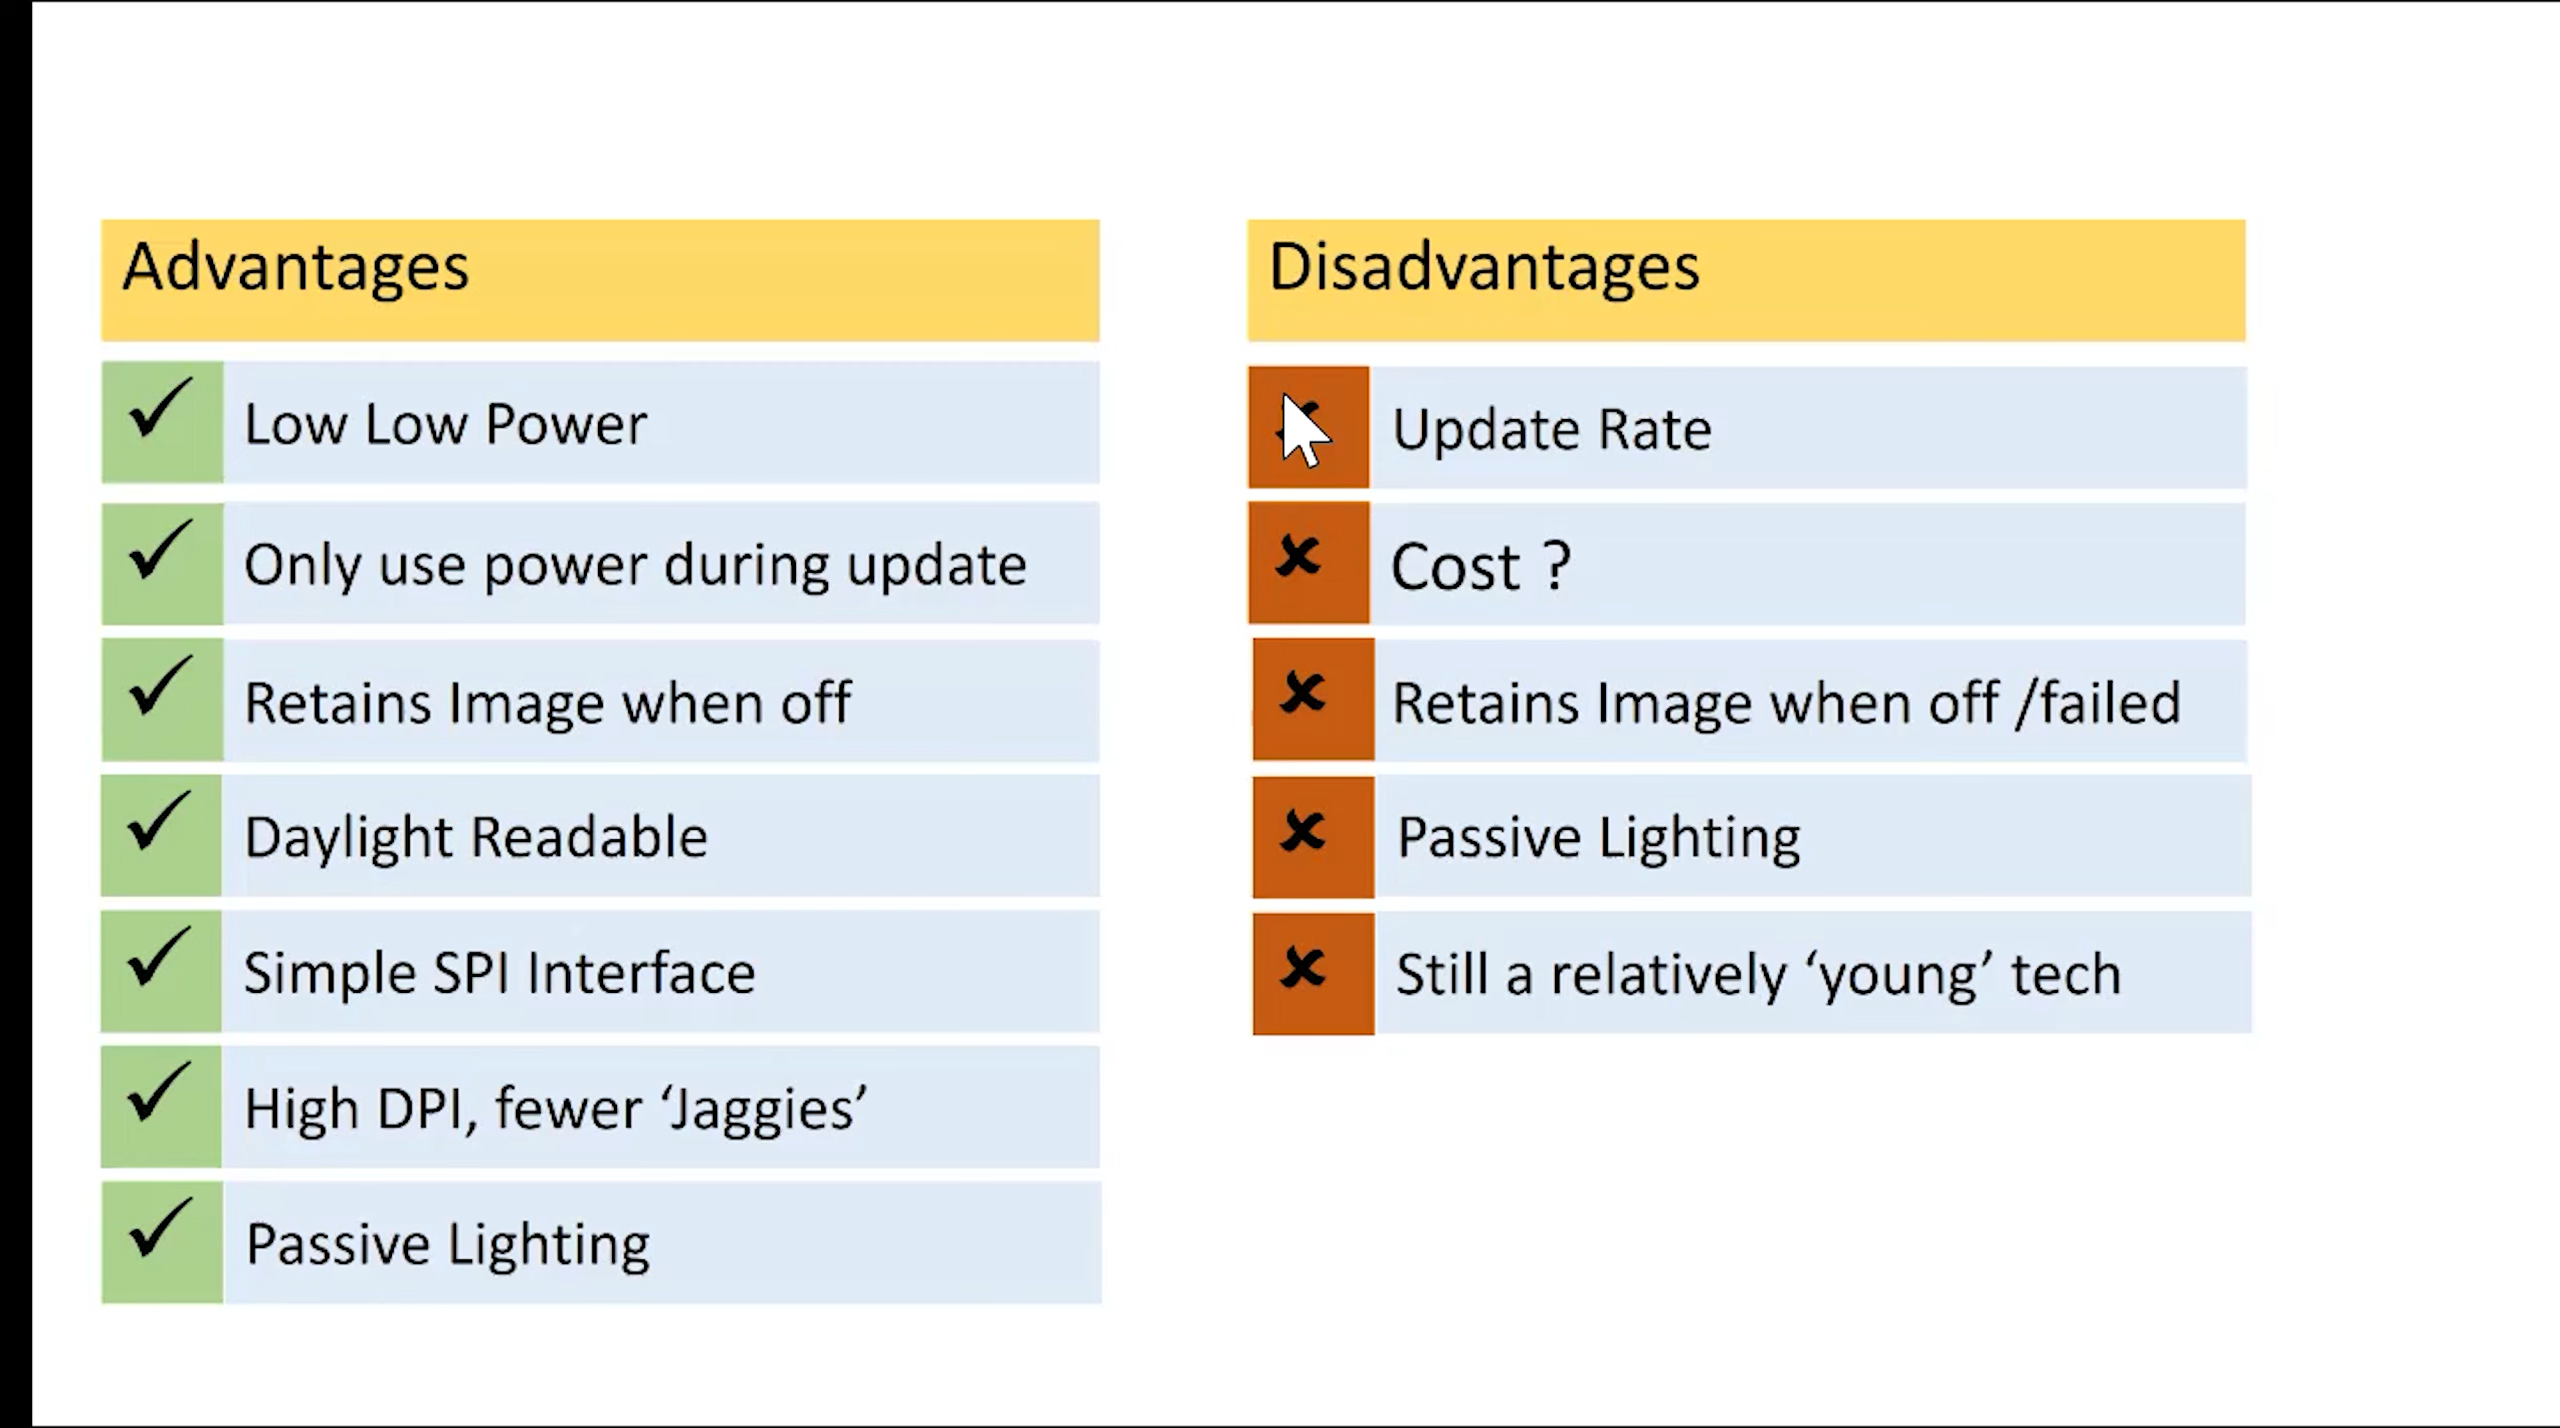 Advantages
Low Low Power
Only use power during update
Retains Image when off
Daylight Readable
Simple SPI Interface
High DPI, fewer ‘Jaggies’
Passive Lighting
Disadvantages
Update Rate
Cost ?
Retains Image when off /failed
Passive Lighting
Still a relatively ‘young’ tech